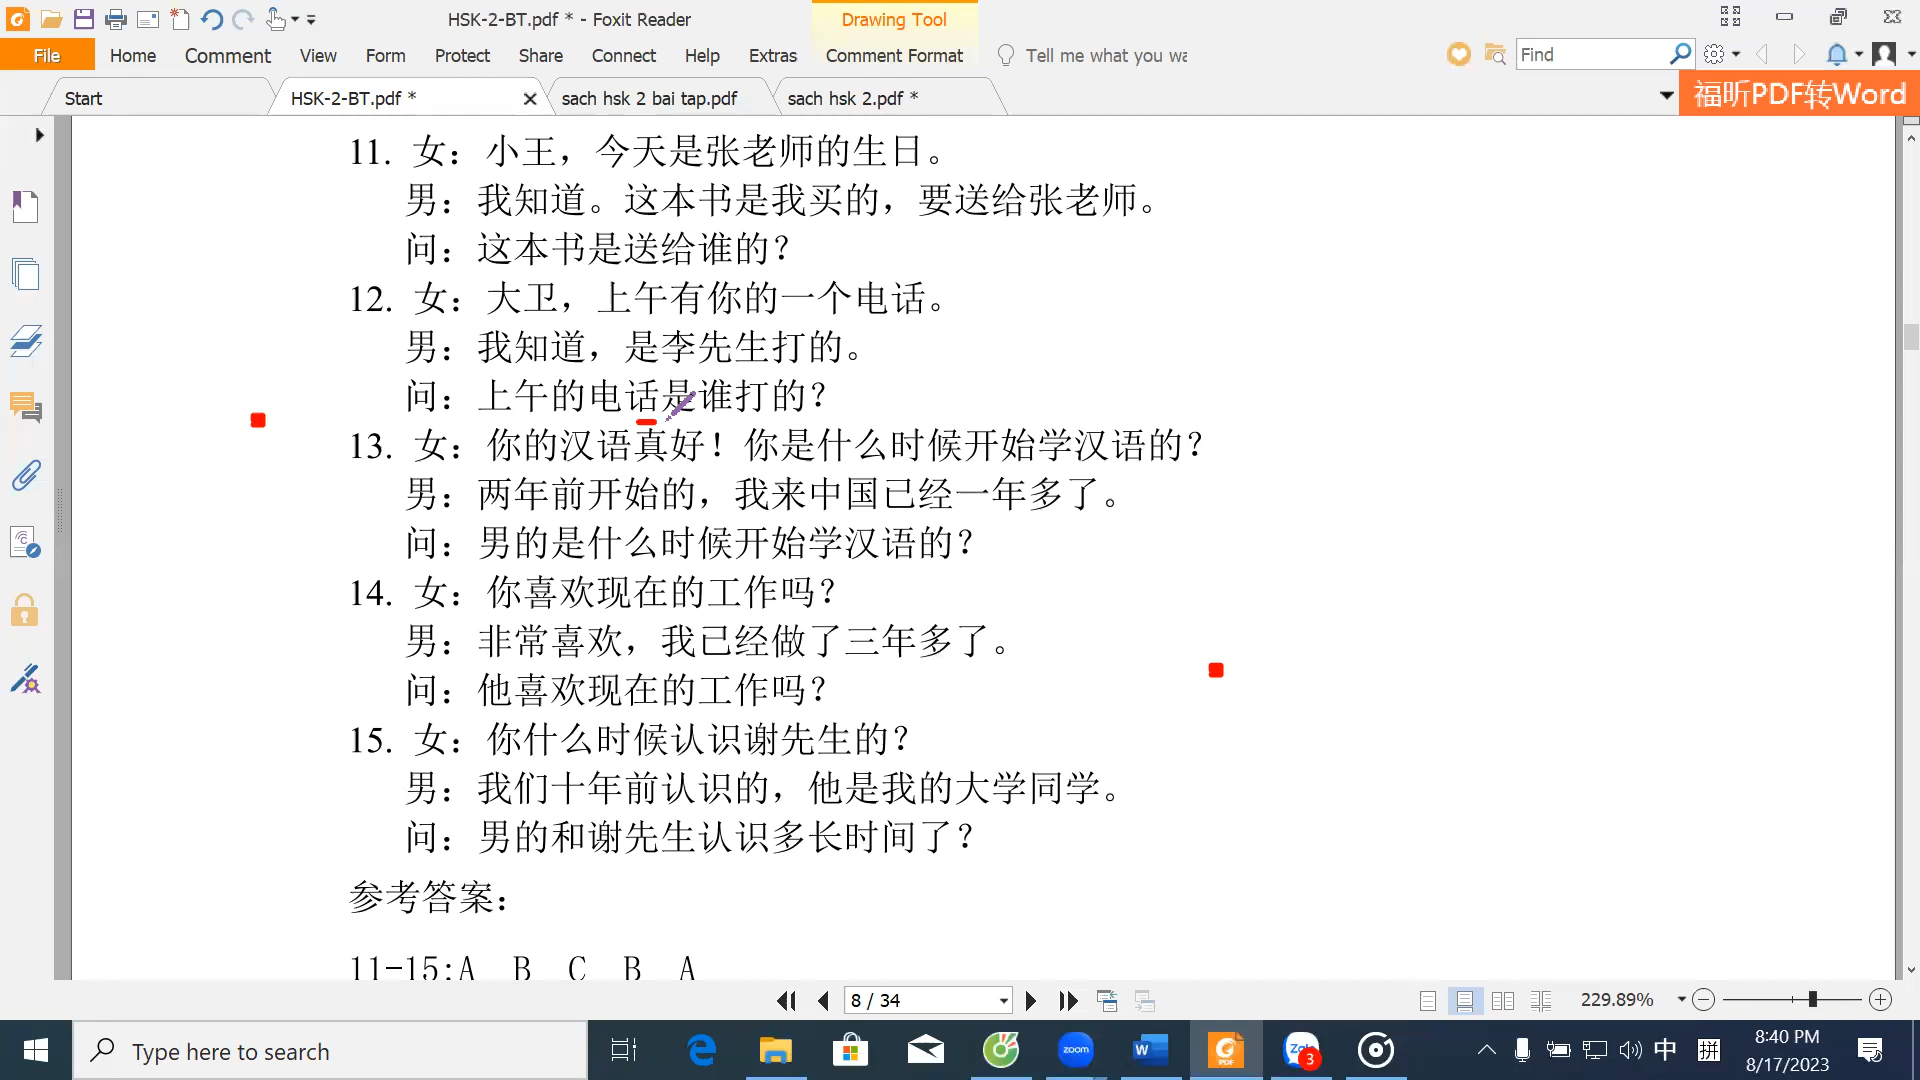 HSK-2-BT.pdf * - Foxit Reader
Drawing Tool
File Home Comment View Form Protect Share Connect Help Extras Comment Format Tell me what you wa Find
Start HSK-2-BT.pdf * sach hsk 2 bai tap.pdf sach hsk 2.pdf * 福昕PDF转Word
11. 女：小王，今天是张老师的生日。
男：我知道。这本书是我买的，要送给张老师。
问：这本书是送给谁的？
12. 女：大卫，上午有你的一个电话。
男：我知道，是李先生打的。
问：上午的电话是谁打的？
13. 女：你的汉语真好！你是什么时候开始学汉语的？
男：两年前开始的，我来中国已经一年多了。
问：男的是什么时候开始学汉语的？
14. 女：你喜欢现在的工作吗？
男：非常喜欢，我已经做了三年多了。
问：他喜欢现在的工作吗？
15. 女：你什么时候认识谢先生的？
男：我们十年前认识的，他是我的大学同学。
问：男的和谢先生认识多长时间了？
参考答案：
11-15:A B C B A
8 / 34 229.89%
Type here to search zoom W PDF Zalo 3 中 拼 8:40 PM
8/17/2023